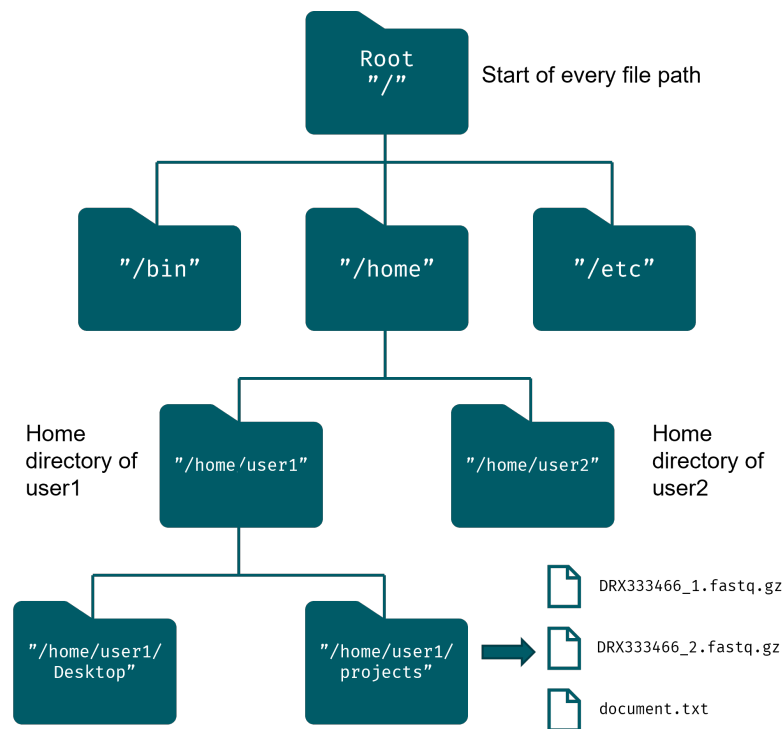 Root
”/”
Start of every file path
”/bin”
”/home”
”/etc”
Home
directory of
user1
”/home/user1”
”/home/user2”
Home
directory of
user2
”/home/user1/
Desktop”
”/home/user1/
projects”
DRX333466_1.fastq.gz
DRX333466_2.fastq.gz
document.txt